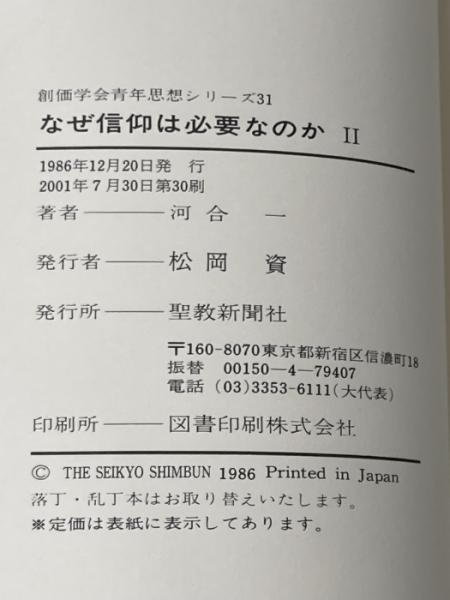 創価学会青年思想シリーズ31
なぜ信仰は必要なのか II
1986年12月20日発 行
2001年7月30日第30刷
著者――河 合 一
発行者――松 岡 資
発行所――聖教新聞社
〒160-8070東京都新宿区信濃町18
振替 00150―4―79407
電話 (03)3353-6111(大代表)
印刷所――図書印刷株式会社
© THE SEIKYO SHIMBUN 1986 Printed in Japan
落丁・乱丁本はお取り替えいたします。
※定価は表紙に表示してあります。